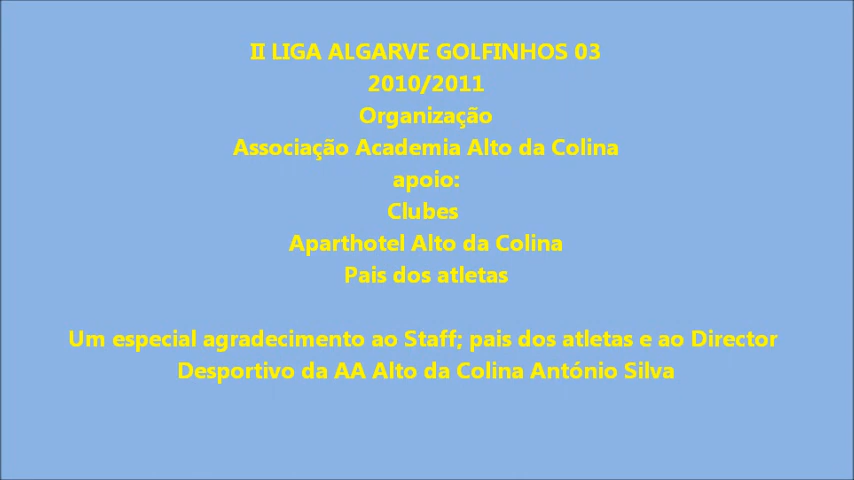 II LIGA ALGARVE GOLFINHOS 03
2010/2011
Organização
Associação Academia Alto da Colina
apoio:
Clubes
Aparthotel Alto da Colina
Pais dos atletas
Um especial agradecimento ao Staff; pais dos atletas e ao Director
Desportivo da AA Alto da Colina António Silva